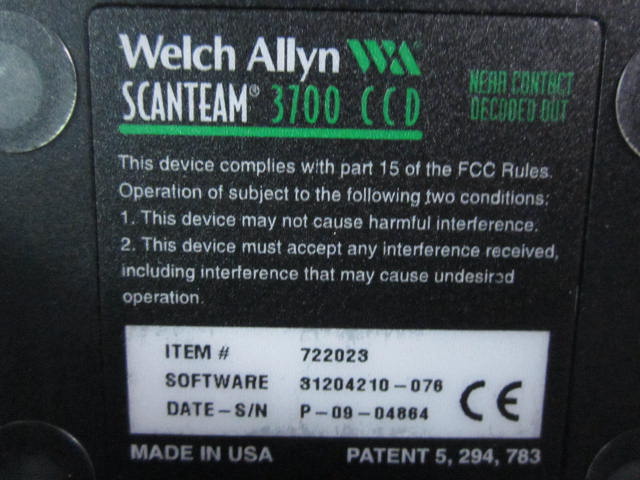 Welch Allyn WA
SCANTEAM® 3700 CCD
NEAR CONTACT
DECODED OUT
This device complies with part 15 of the FCC Rules.
Operation of subject to the following two conditions:
1. This device may not cause harmful interference.
2. This device must accept any interference received,
including interference that may cause undesired
operation.
ITEM # 722023
SOFTWARE 31204210-076
DATE-S/N P-09-04864
CE
MADE IN USA PATENT 5, 294, 783